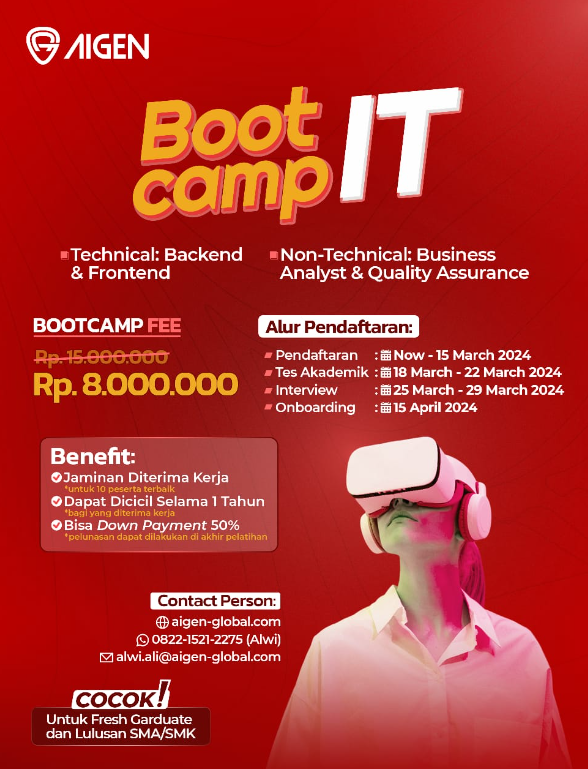 AIGEN
Boot
camp IT
Technical: Backend
& Frontend
Non-Technical: Business
Analyst & Quality Assurance
BOOTCAMP FEE
Rp. 15.000.000
Rp. 8.000.000
Alur Pendaftaran:
Pendaftaran : Now - 15 March 2024
Tes Akademik : 18 March - 22 March 2024
Interview : 25 March - 29 March 2024
Onboarding : 15 April 2024
Benefit:
Jaminan Diterima Kerja
*untuk 10 peserta terbaik
Dapat Dicicil Selama 1 Tahun
*bagi yang diterima kerja
Bisa Down Payment 50%
*pelunasan dapat dilakukan di akhir pelatihan
Contact Person:
aigen-global.com
0822-1521-2275 (Alwi)
alwi.ali@aigen-global.com
COCOK!
Untuk Fresh Garduate
dan Lulusan SMA/SMK